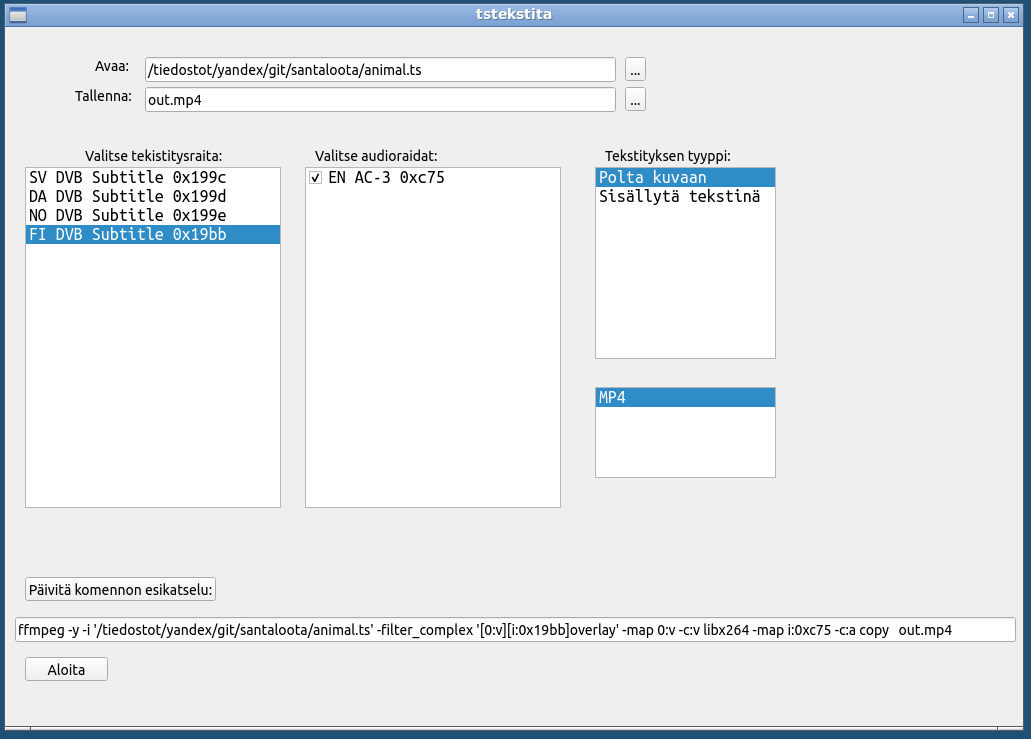 tstekstita
Avaa: /tiedostot/yandex/git/santaloota/animal.ts ...
Tallenna: out.mp4 ...
Valitse tekistitysraita: Valitse audioraidat: Tekstityksen tyyppi:
SV DVB Subtitle 0x199c EN AC-3 0xc75 Polta kuvaan
DA DVB Subtitle 0x199d Sisällytä tekstinä
NO DVB Subtitle 0x199e
FI DVB Subtitle 0x19bb
MP4
Päivitä komennon esikatselu:
ffmpeg -y -i '/tiedostot/yandex/git/santaloota/animal.ts' -filter_complex '[0:v][i:0x19bb]overlay' -map 0:v -c:v libx264 -map i:0xc75 -c:a copy out.mp4
Aloita